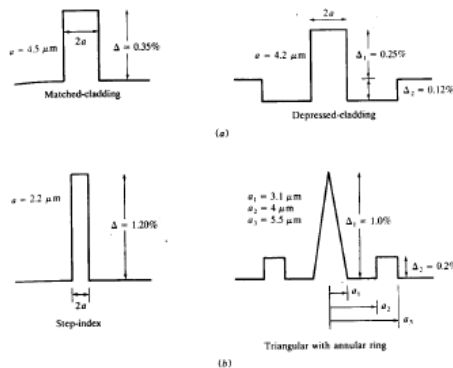 2a
a = 4.5 μm
Δ = 0.35%
Matched-cladding
2a
a = 4.2 μm
Δ₁ = 0.25%
Δ₂ = 0.12%
Depressed-cladding
(a)
a = 2.2 μm
Δ = 1.20%
2a
Step-index
a₁ = 3.1 μm
a₂ = 4 μm
a₃ = 5.5 μm
Δ₁ = 1.0%
Δ₂ = 0.2%
a₁
a₂
a₃
Triangular with annular ring
(b)